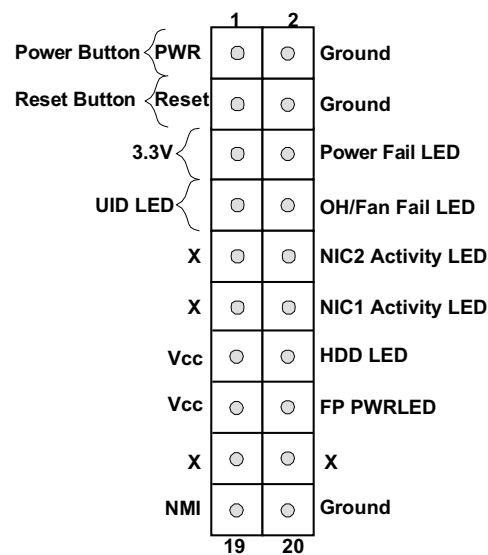 1 2
Power Button PWR Ground
Reset Button Reset Ground
3.3V Power Fail LED
UID LED OH/Fan Fail LED
X NIC2 Activity LED
X NIC1 Activity LED
Vcc HDD LED
Vcc FP PWRLED
X X
NMI Ground
19 20